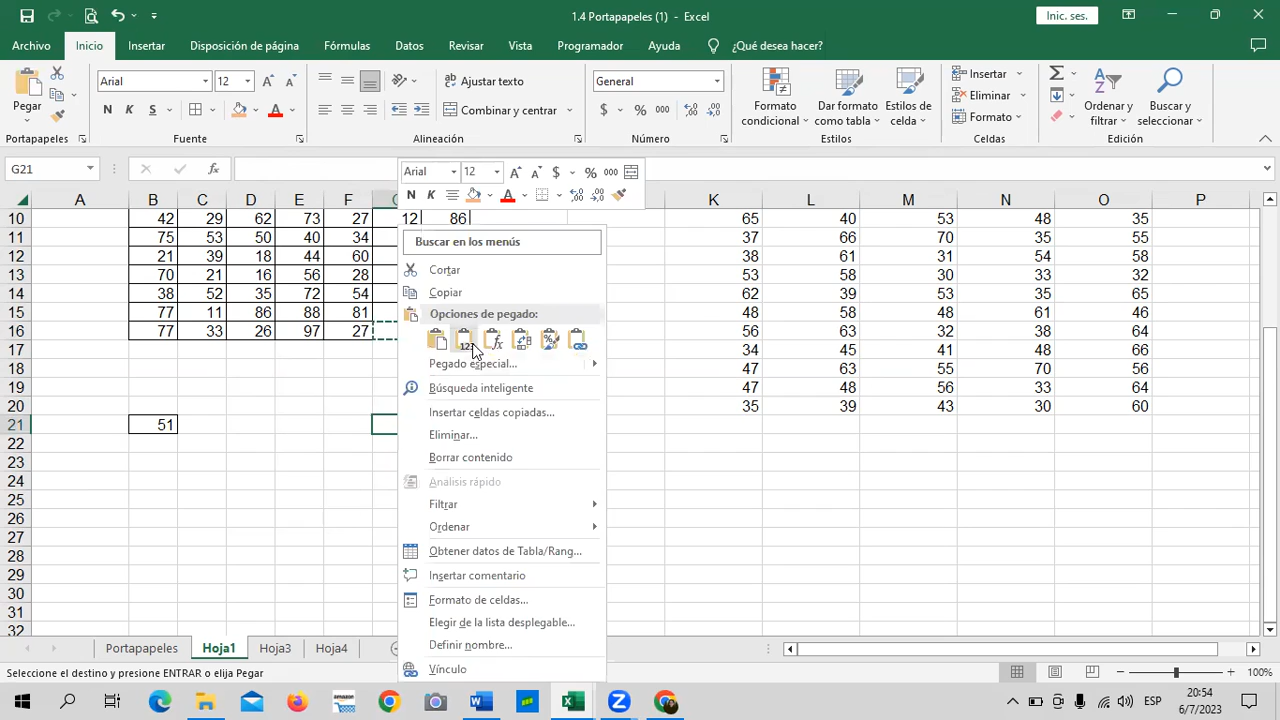 1.4 Portapapeles (1) - Excel
Inic. ses.
Archivo Inicio Insertar Disposición de página Fórmulas Datos Revisar Vista Programador Ayuda ¿Qué desea hacer?
Pegar
Arial 12
Ajustar texto
General
Formato condicional
Dar formato como tabla
Estilos de celda
Insertar
Eliminar
Formato
Ordenar y filtrar
Buscar y seleccionar
N K S
Combinar y centrar
$ % 000
Portapapeles Fuente Alineación Número Estilos Celdas Edición
G21
Arial 12 $ % 000
N K
A B C D E F K L M N O P
10 42 29 62 73 27 12 86 65 40 53 48 35
11 75 53 50 40 34 37 66 70 35 55
12 21 39 18 44 60 38 61 31 54 58
13 70 21 16 56 28 53 58 30 33 32
14 38 52 35 72 54 62 39 53 35 64
15 77 11 86 88 81 48 58 48 61 46
16 77 33 26 97 27 56 63 32 38 64
17 34 45 41 48 66
18 47 63 55 70 56
19 47 48 56 33 64
20 35 39 43 30 60
21 51
22
23
24
25
26
27
28
29
30
31
32
Buscar en los menús
Cortar
Copiar
Opciones de pegado:
Pegado especial...
Búsqueda inteligente
Insertar celdas copiadas...
Eliminar...
Borrar contenido
Análisis rápido
Filtrar
Ordenar
Obtener datos de Tabla/Rang...
Insertar comentario
Formato de celdas...
Elegir de la lista desplegable...
Definir nombre...
Vínculo
Portapapeles Hoja1 Hoja3 Hoja4
Seleccione el destino y presione ENTRAR o elija Pegar
100%
ESP
20:54
6/7/2023